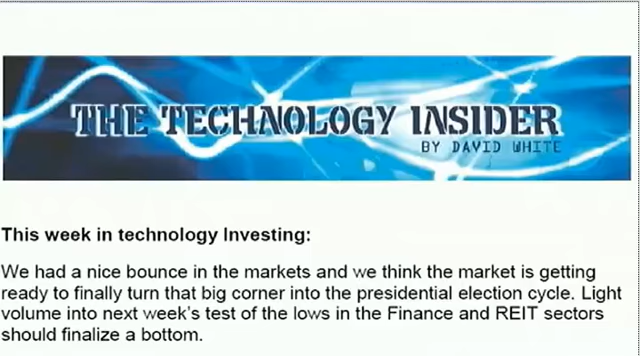 THE TECHNOLOGY INSIDER
BY DAVID WHITE
This week in technology Investing:
We had a nice bounce in the markets and we think the market is getting
ready to finally turn that big corner into the presidential election cycle. Light
volume into next week's test of the lows in the Finance and REIT sectors
should finalize a bottom.